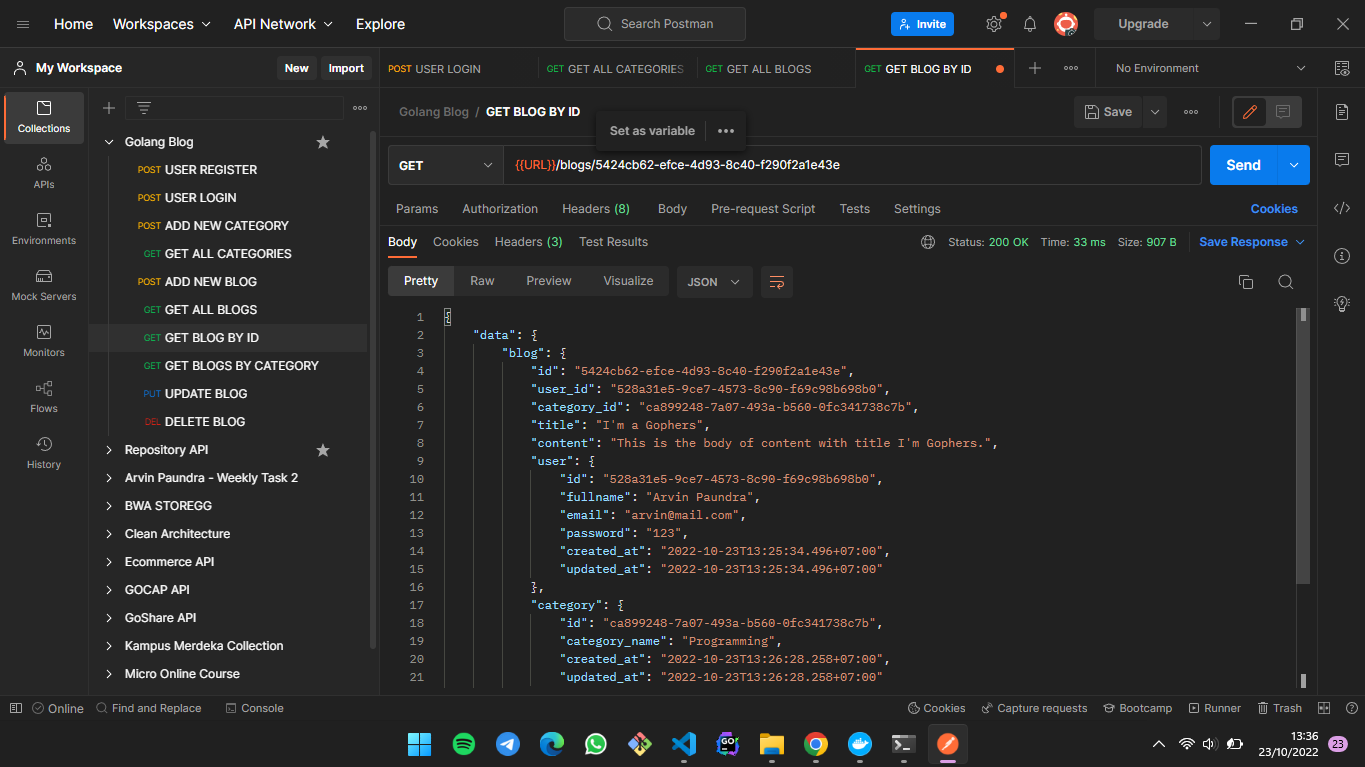 Home Workspaces API Network Explore Search Postman Invite Upgrade
My Workspace New Import POST USER LOGIN GET GET ALL CATEGORIES GET GET ALL BLOGS GET GET BLOG BY ID No Environment
Collections
APIs
Environments
Mock Servers
Monitors
Flows
History
Golang Blog
POST USER REGISTER
POST USER LOGIN
POST ADD NEW CATEGORY
GET GET ALL CATEGORIES
POST ADD NEW BLOG
GET GET ALL BLOGS
GET GET BLOG BY ID
GET GET BLOGS BY CATEGORY
PUT UPDATE BLOG
DEL DELETE BLOG
Repository API
Arvin Paundra - Weekly Task 2
BWA STOREGG
Clean Architecture
Ecommerce API
GOCAP API
GoShare API
Kampus Merdeka Collection
Micro Online Course
Golang Blog / GET BLOG BY ID Save
Set as variable
GET {{URL}}/blogs/5424cb62-efce-4d93-8c40-f290f2a1e43e Send
Params Authorization Headers (8) Body Pre-request Script Tests Settings Cookies
Body Cookies Headers (3) Test Results Status: 200 OK Time: 33 ms Size: 907 B Save Response
Pretty Raw Preview Visualize JSON
1 {
2 "data": {
3 "blog": {
4 "id": "5424cb62-efce-4d93-8c40-f290f2a1e43e",
5 "user_id": "528a31e5-9ce7-4573-8c90-f69c98b698b0",
6 "category_id": "ca899248-7a07-493a-b560-0fc341738c7b",
7 "title": "I'm a Gophers",
8 "content": "This is the body of content with title I'm Gophers.",
9 "user": {
10 "id": "528a31e5-9ce7-4573-8c90-f69c98b698b0",
11 "fullname": "Arvin Paundra",
12 "email": "arvin@mail.com",
13 "password": "123",
14 "created_at": "2022-10-23T13:25:34.496+07:00",
15 "updated_at": "2022-10-23T13:25:34.496+07:00"
16 },
17 "category": {
18 "id": "ca899248-7a07-493a-b560-0fc341738c7b",
19 "category_name": "Programming",
20 "created_at": "2022-10-23T13:26:28.258+07:00",
21 "updated_at": "2022-10-23T13:26:28.258+07:00"
Online Find and Replace Console Cookies Capture requests Bootcamp Runner Trash
GO
13:36
23/10/2022 23